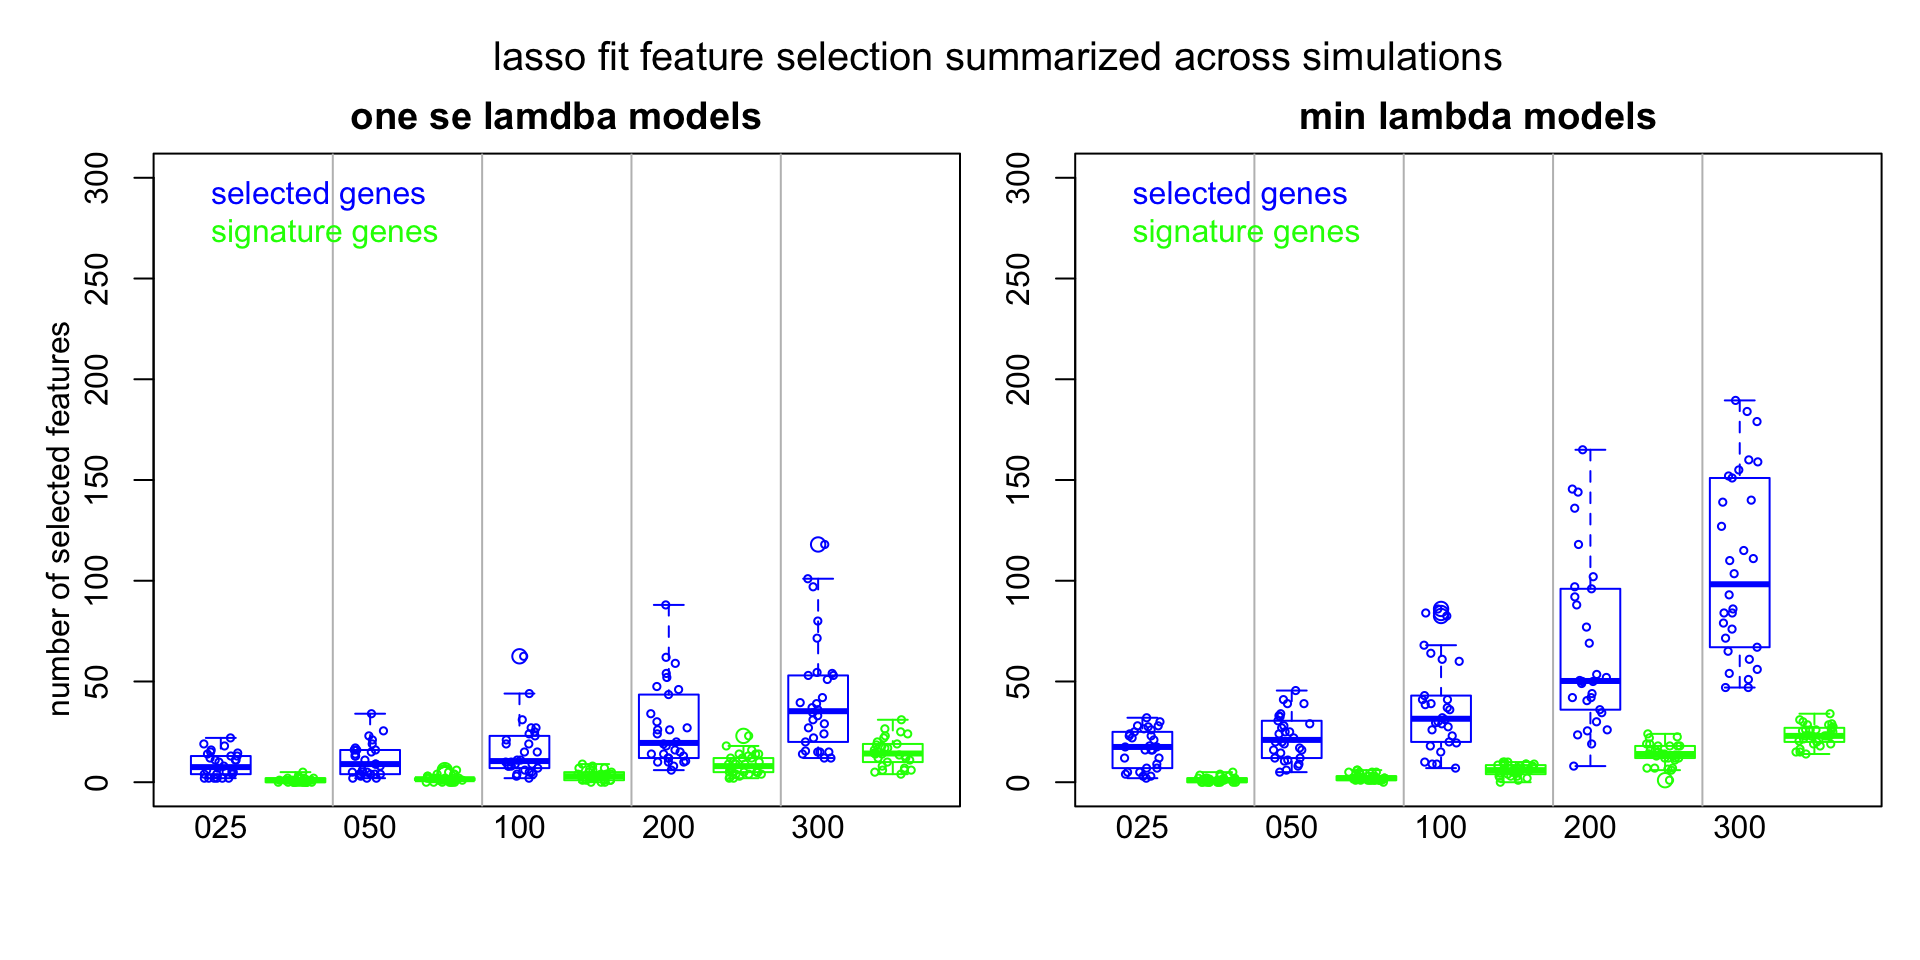 lasso fit feature selection summarized across simulations
one se lamdba models
number of selected features
300
250
200
150
100
50
0
selected genes
signature genes
025 050 100 200 300
min lambda models
300
250
200
150
100
50
0
selected genes
signature genes
025 050 100 200 300